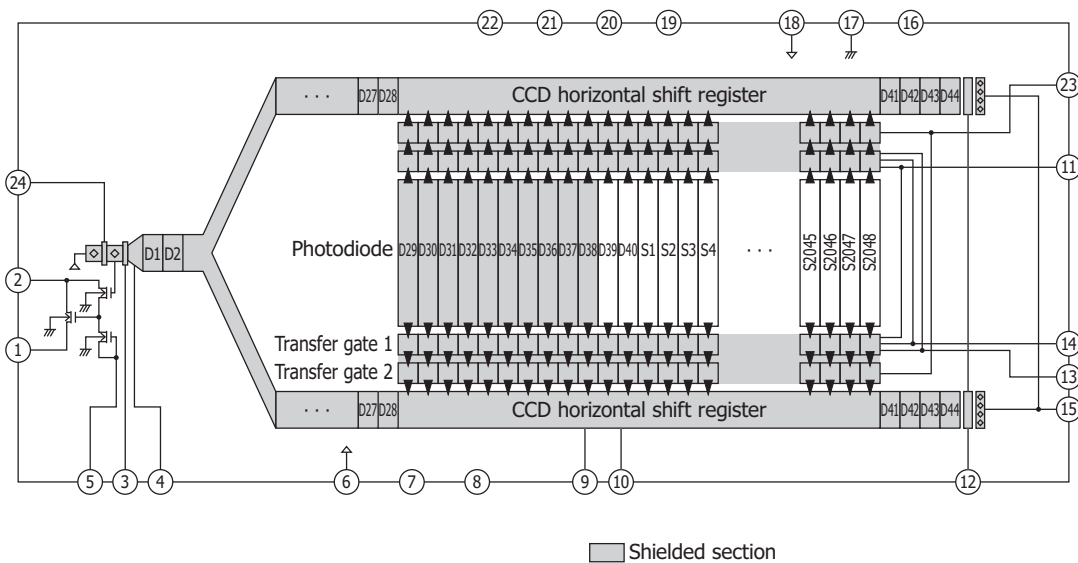 22 21 20 19 18 17 16
· · · D27 D28 CCD horizontal shift register D41 D42 D43 D44
23
11
24
D1 D2
Photodiode D29 D30 D31 D32 D33 D34 D35 D36 D37 D38 D39 D40 S1 S2 S3 S4 · · · S2045 S2046 S2047 S2048
2
1
Transfer gate 1
14
Transfer gate 2
13
· · · D27 D28 CCD horizontal shift register D41 D42 D43 D44
15
5 3 4 6 7 8 9 10 12
Shielded section